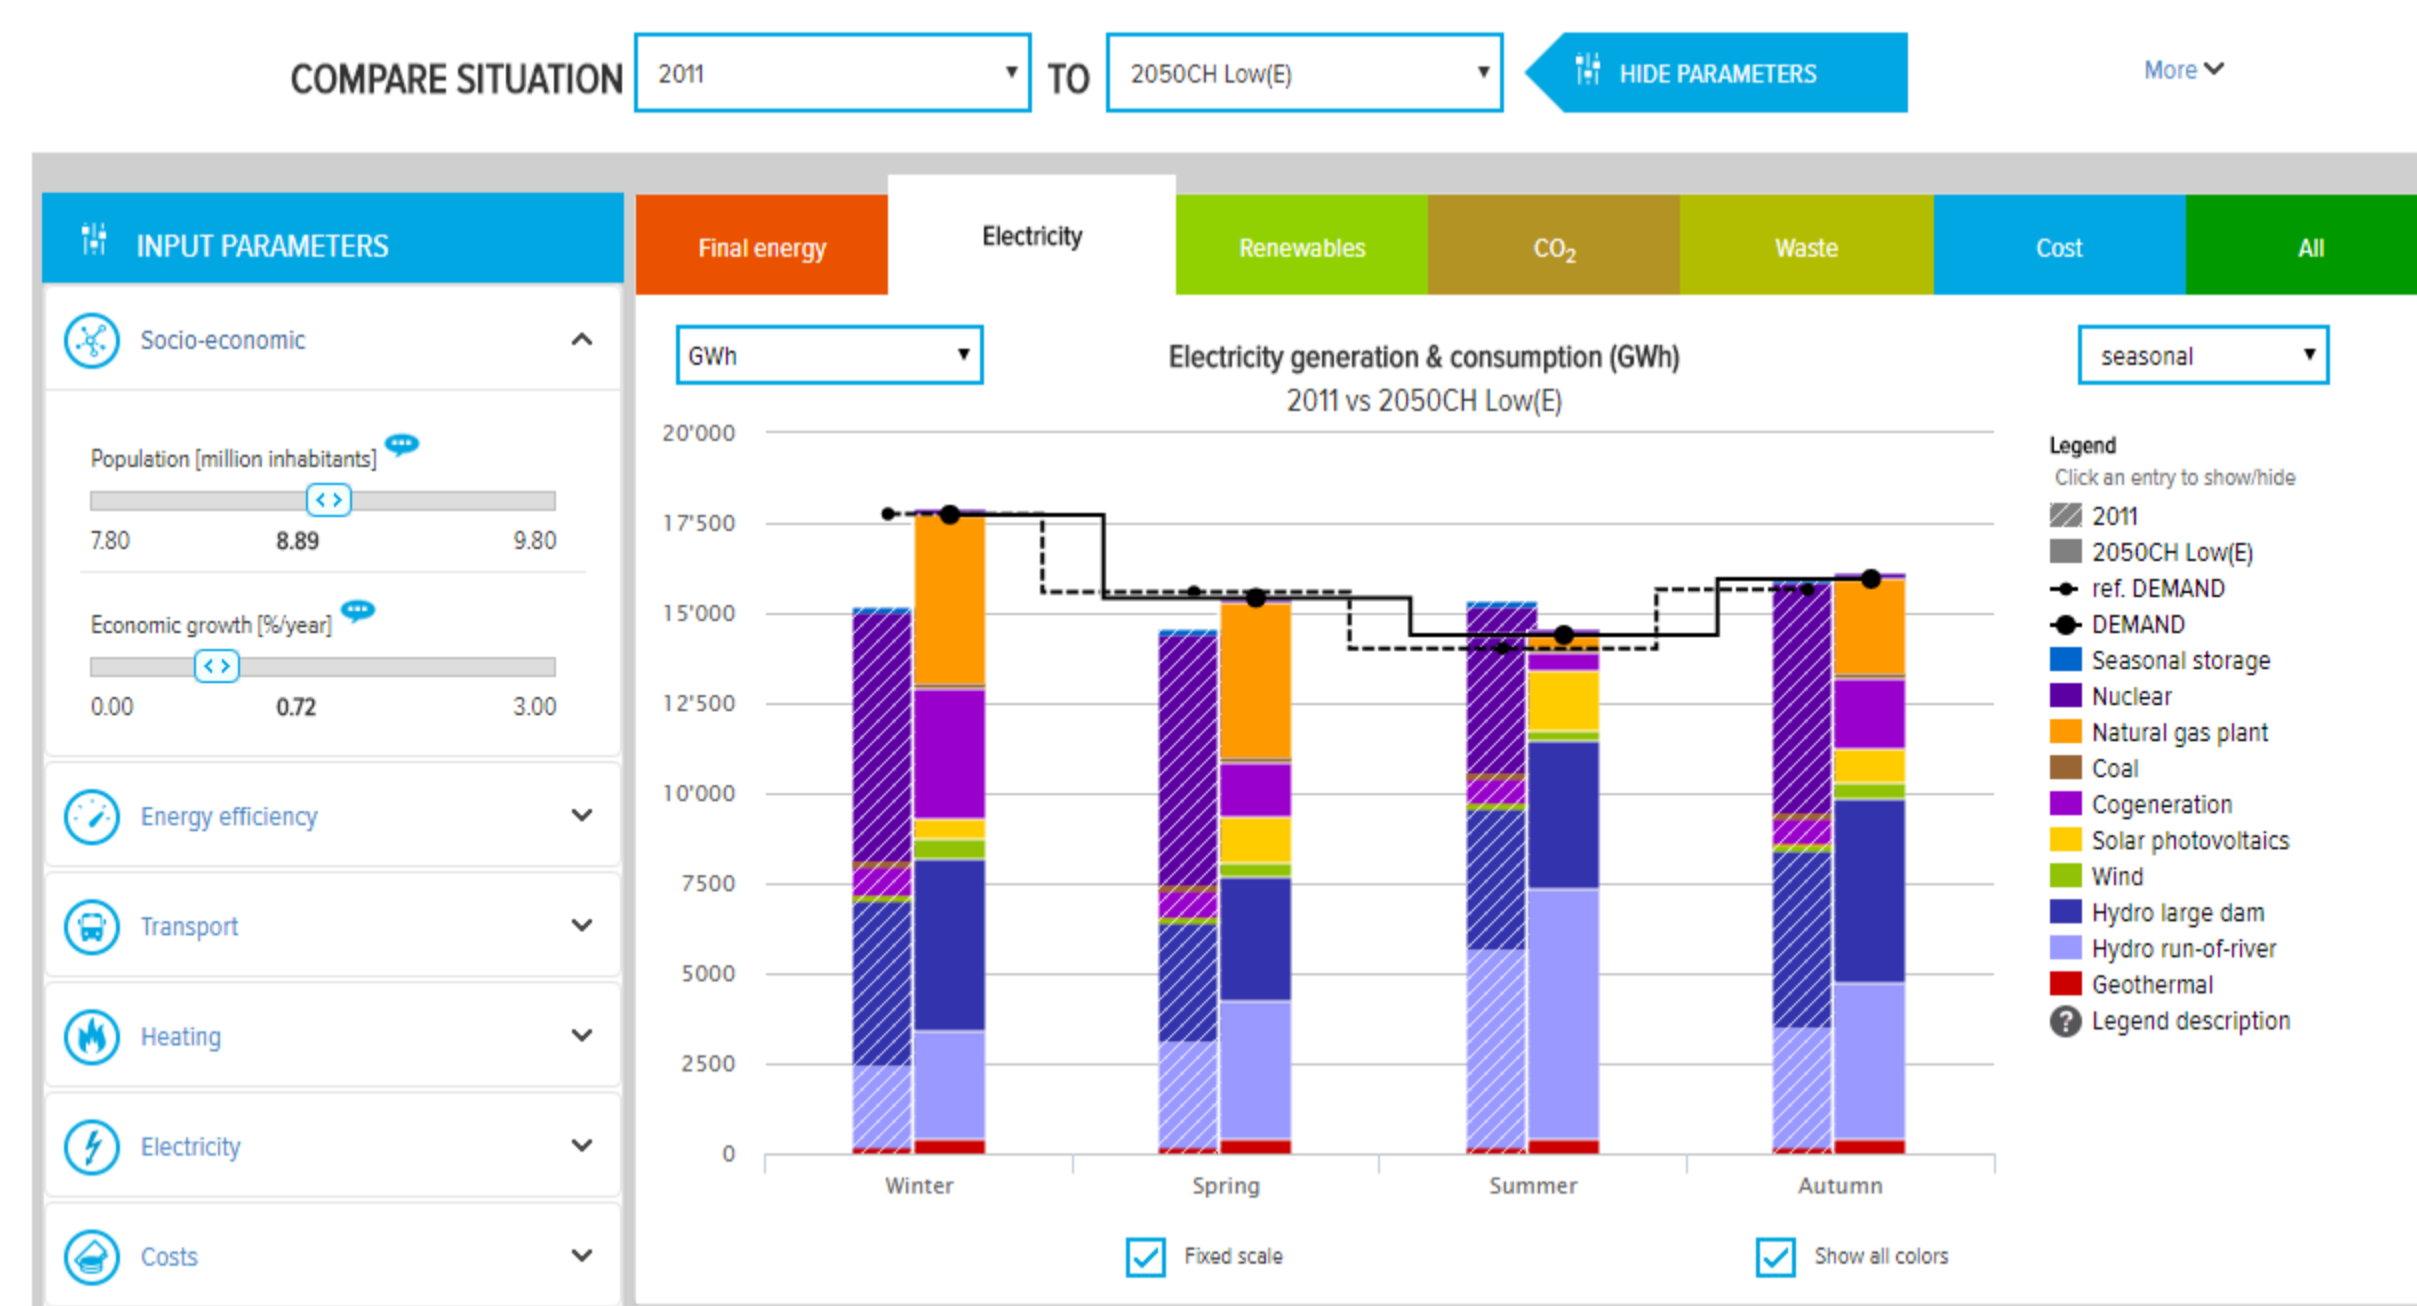 COMPARE SITUATION 2011 TO 2050CH Low(E) HIDE PARAMETERS More
INPUT PARAMETERS
Socio-economic
Population [million inhabitants]
7.80 8.89 9.80
Economic growth [%/year]
0.00 0.72 3.00
Energy efficiency
Transport
Heating
Electricity
Costs
Final energy Electricity Renewables CO₂ Waste Cost All
GWh
Electricity generation & consumption (GWh)
2011 vs 2050CH Low(E)
seasonal
20'000
17'500
15'000
12'500
10'000
7500
5000
2500
0
Winter Spring Summer Autumn
Legend
Click an entry to show/hide
2011
2050CH Low(E)
ref. DEMAND
DEMAND
Seasonal storage
Nuclear
Natural gas plant
Coal
Cogeneration
Solar photovoltaics
Wind
Hydro large dam
Hydro run-of-river
Geothermal
? Legend description
Fixed scale Show all colors